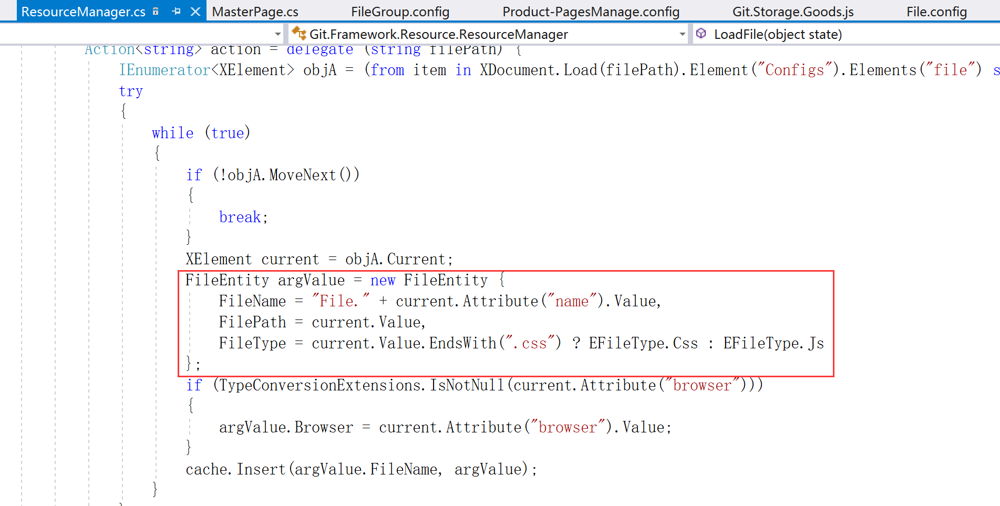 ResourceManager.cs MasterPage.cs FileGroup.config Product-PagesManage.config Git.Storage.Goods.js File.config
Git.Framework.Resource.ResourceManager LoadFile(object state)
Action<string> action = delegate (string filePath) {
IEnumerator<XElement> objA = (from item in XDocument.Load(filePath).Element("Configs").Elements("file") s
try
{
while (true)
{
if (!objA.MoveNext())
{
break;
}
XElement current = objA.Current;
FileEntity argValue = new FileEntity {
FileName = "File." + current.Attribute("name").Value,
FilePath = current.Value,
FileType = current.Value.EndsWith(".css") ? EFileType.Css : EFileType.Js
};
if (TypeConversionExtensions.IsNotNull(current.Attribute("browser")))
{
argValue.Browser = current.Attribute("browser").Value;
}
cache.Insert(argValue.FileName, argValue);
}
}